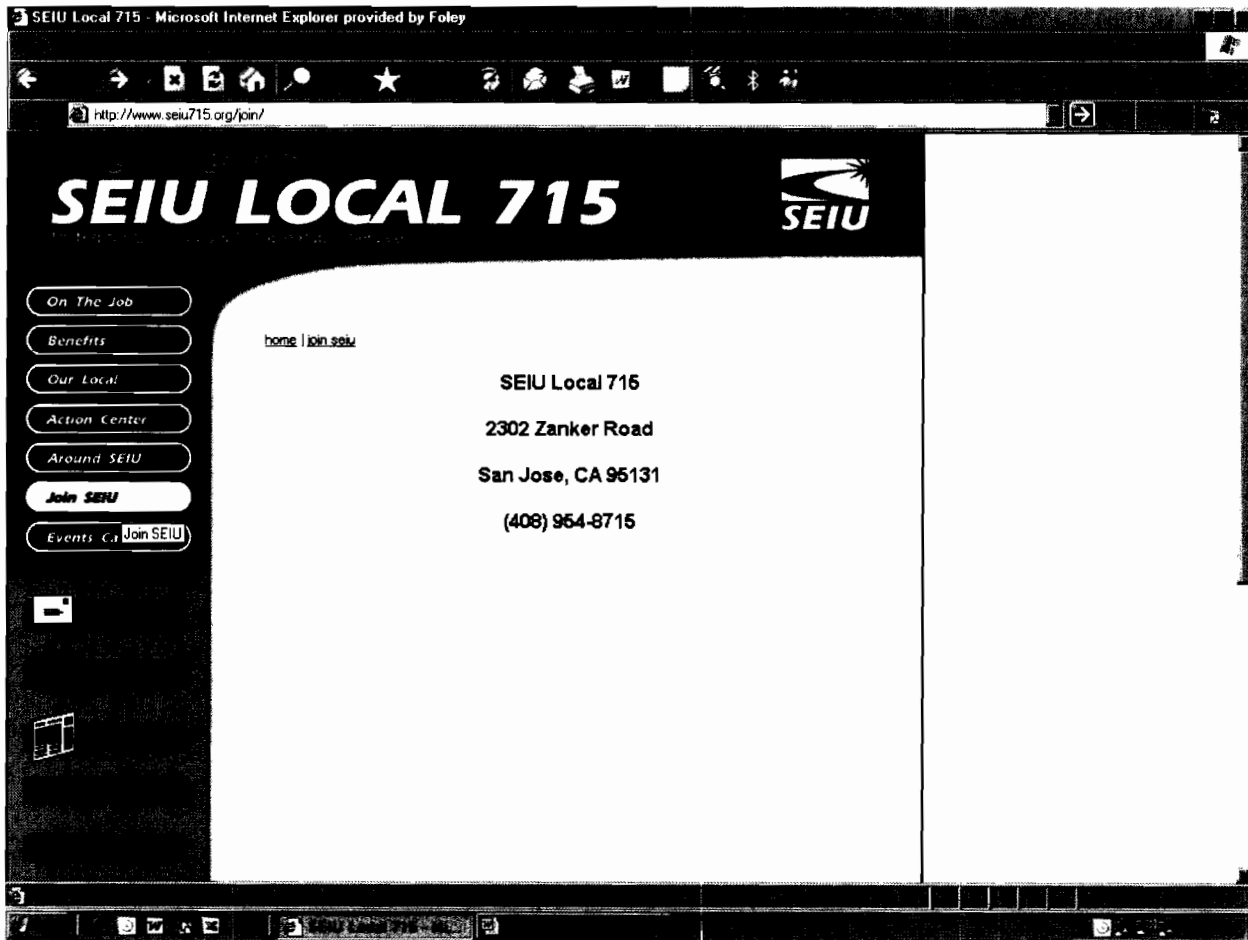 SEIU Local 715 - Microsoft Internet Explorer provided by Foley
http://www.seiu715.org/join/
SEIU LOCAL 715
SEIU
On The Job
Benefits
Our Local
Action Center
Around SEIU
Join SEIU
Events Ca
Join SEIU
home | join seiu
SEIU Local 715
2302 Zanker Road
San Jose, CA 95131
(408) 954-8715